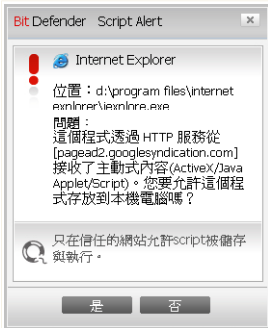 Bit Defender Script Alert
Internet Explorer
位置：d:\program files\internet
explorer\iexplore.exe
問題：
這個程式透過 HTTP 服務從
[pagead2.googlesyndication.com]
接收了主動式內容(ActiveX/Java
Applet/Script)。您要允許這個程
式存放到本機電腦嗎？
只在信任的網站允許script被儲存
與執行。
是
否